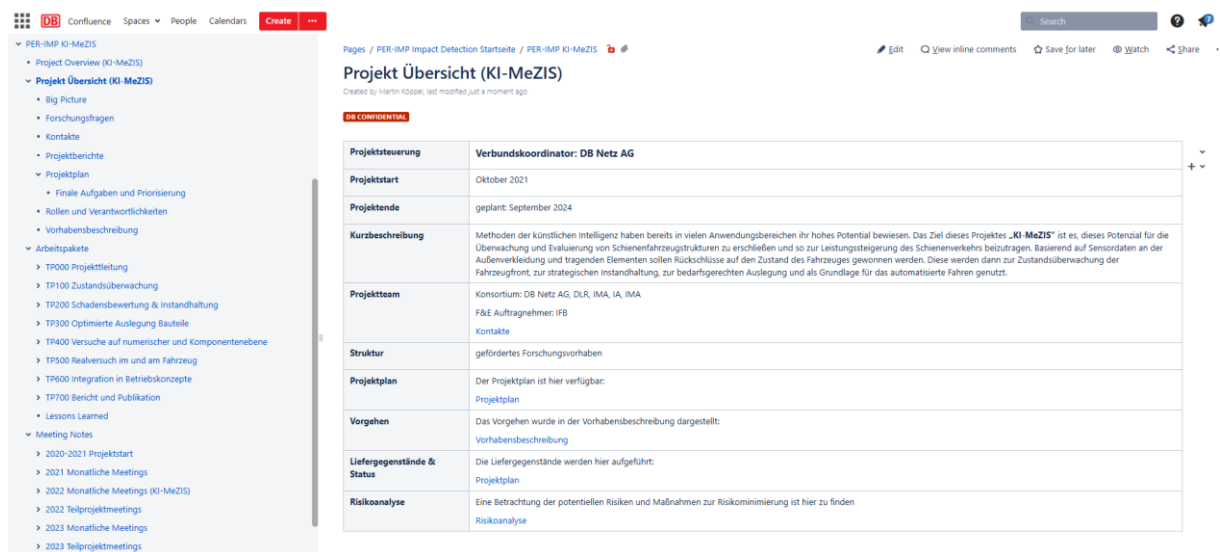 DB Confluence Spaces People Calendars Create ··· Search 7
PER-IMP KI-MeZIS
Project Overview (KI-MeZIS)
Projekt Übersicht (KI-MeZIS)
Big Picture
Forschungsfragen
Kontakte
Projektberichte
Projektplan
Finale Aufgaben und Priorisierung
Rollen und Verantwortlichkeiten
Vorhabensbeschreibung
Arbeitspakete
TP000 Projekttleitung
TP100 Zustandsüberwachung
TP200 Schadensbewertung & Instandhaltung
TP300 Optimierte Auslegung Bauteile
TP400 Versuche auf numerischer und Komponentenebene
TP500 Realversuch im und am Fahrzeug
TP600 Integration in Betriebskonzepte
TP700 Bericht und Publikation
Lessons Learned
Meeting Notes
2020-2021 Projektstart
2021 Monatliche Meetings
2022 Monatliche Meetings (KI-MeZIS)
2022 Teilprojektmeetings
2023 Monatliche Meetings
2023 Teilprojektmeetings
Pages / PER-IMP Impact Detection Startseite / PER-IMP KI-MeZIS
Edit View inline comments Save for later Watch Share
Projekt Übersicht (KI-MeZIS)
Created by Martin Köppel, last modified just a moment ago
DB CONFIDENTIAL
Projektsteuerung Verbundskoordinator: DB Netz AG
Projektstart Oktober 2021
Projektende geplant: September 2024
Kurzbeschreibung Methoden der künstlichen Intelligenz haben bereits in vielen Anwendungsbereichen ihr hohes Potential bewiesen. Das Ziel dieses Projektes „KI-MeZIS" ist es, dieses Potenzial für die
Überwachung und Evaluierung von Schienenfahrzeugstrukturen zu erschließen und so zur Leistungssteigerung des Schienenverkehrs beizutragen. Basierend auf Sensordaten an der
Außenverkleidung und tragenden Elementen sollen Rückschlüsse auf den Zustand des Fahrzeuges gewonnen werden. Diese werden dann zur Zustandsüberwachung der
Fahrzeugfront, zur strategischen Instandhaltung, zur bedarfsgerechten Auslegung und als Grundlage für das automatisierte Fahren genutzt.
Projektteam Konsortium: DB Netz AG, DLR, IMA, IA, IMA
F&E Auftragnehmer: IFB
Kontakte
Struktur gefördertes Forschungsvorhaben
Projektplan Der Projektplan ist hier verfügbar:
Projektplan
Vorgehen Das Vorgehen wurde in der Vorhabensbeschreibung dargestellt:
Vorhabensbeschreibung
Liefergegenstände & Die Liefergegenstände werden hier aufgeführt:
Status
Projektplan
Risikoanalyse Eine Betrachtung der potentiellen Risiken und Maßnahmen zur Risikominimierung ist hier zu finden
Risikoanalyse